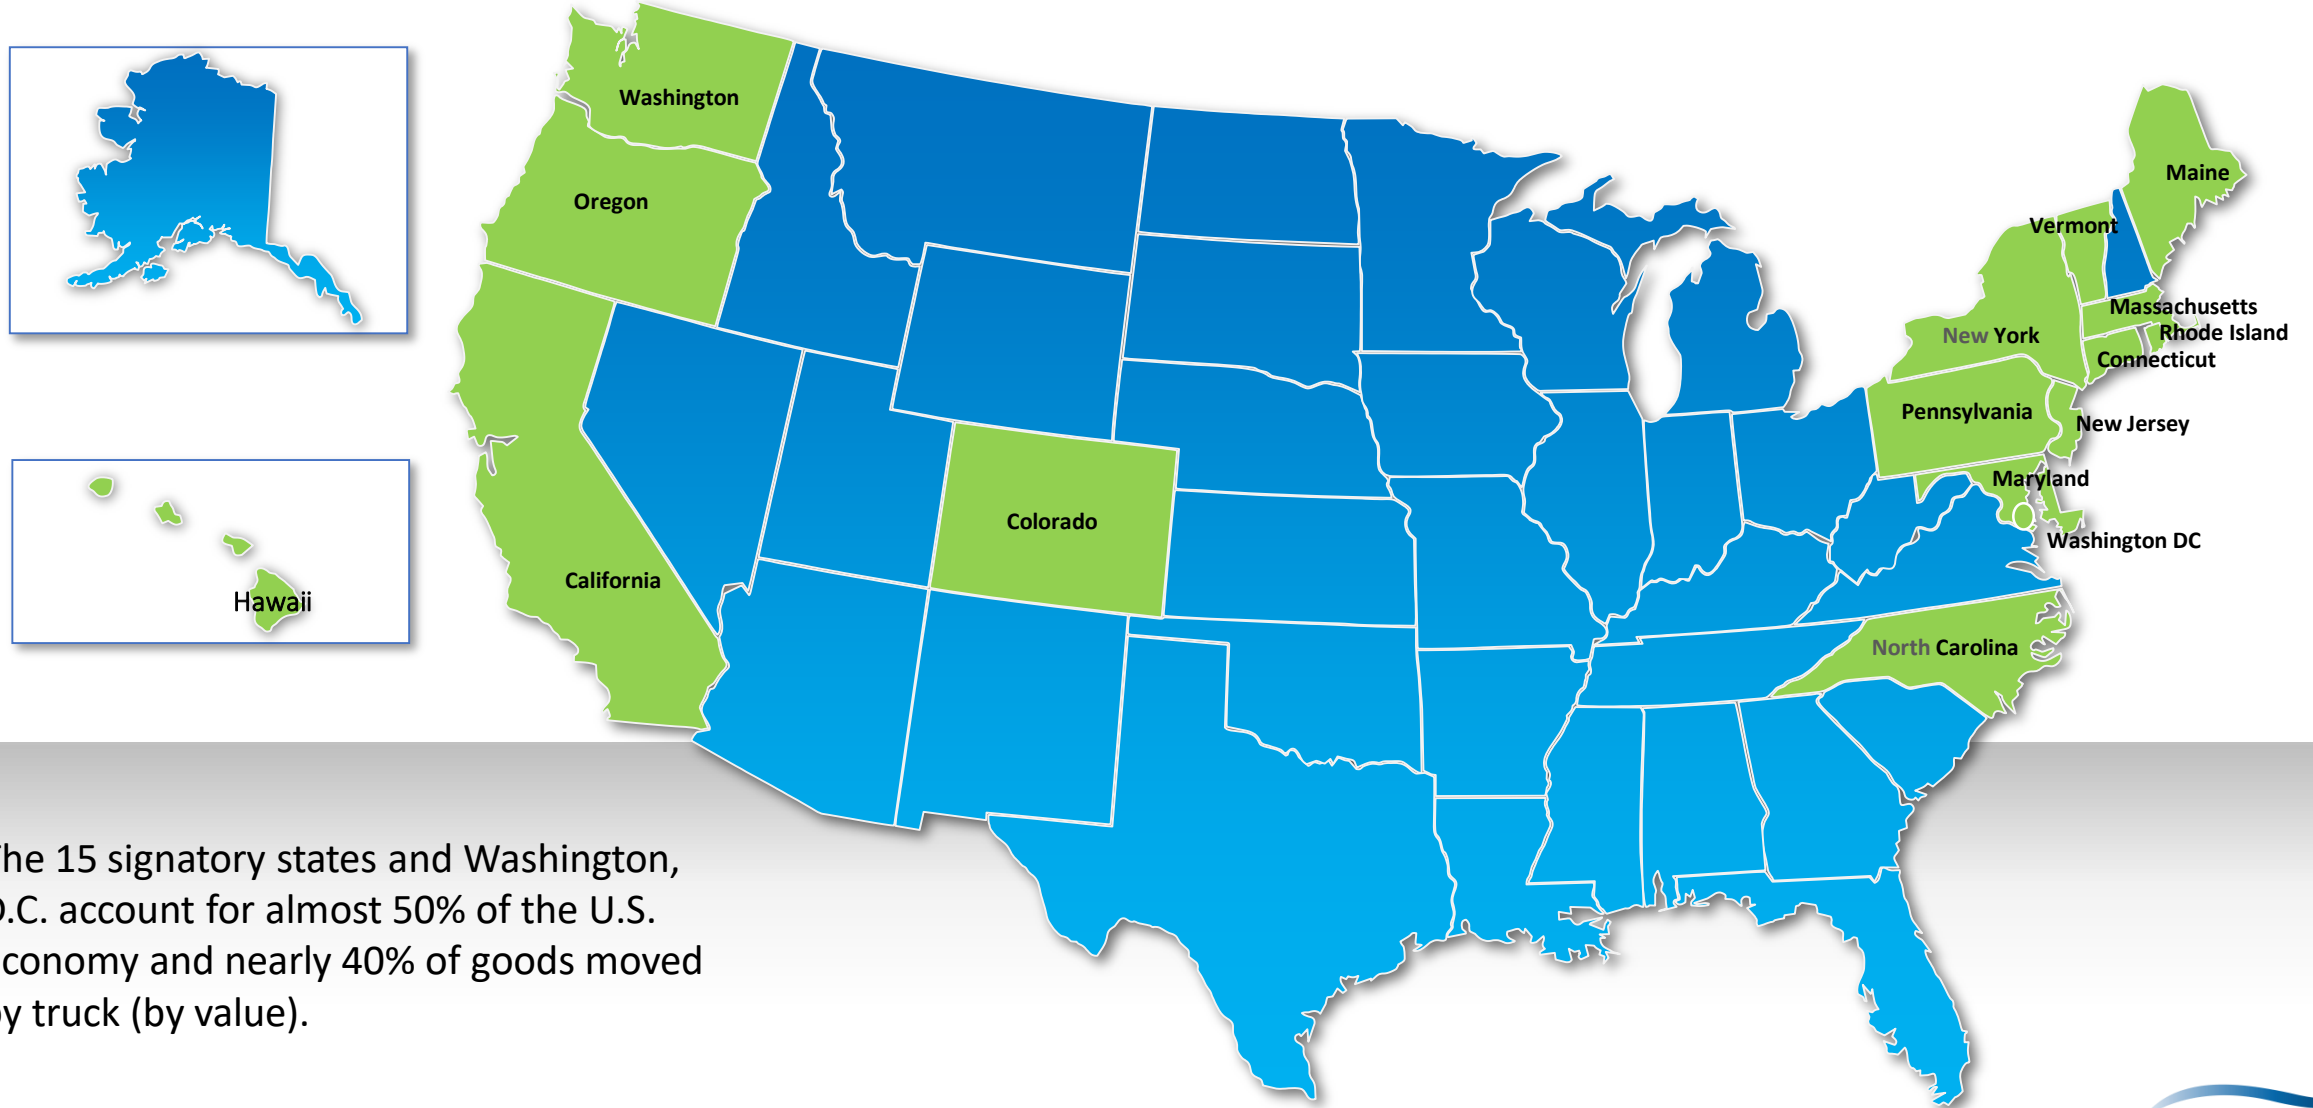 Washington
Maine
Oregon
Vermont
Massachusetts
Rhode Island
New York
Connecticut
Pennsylvania
New Jersey
Maryland
Colorado
Washington DC
California
Hawaii
North Carolina
he 15 signatory states and Washington,
.C. account for almost 50% of the U.S.
conomy and nearly 40% of goods moved
y truck (by value).